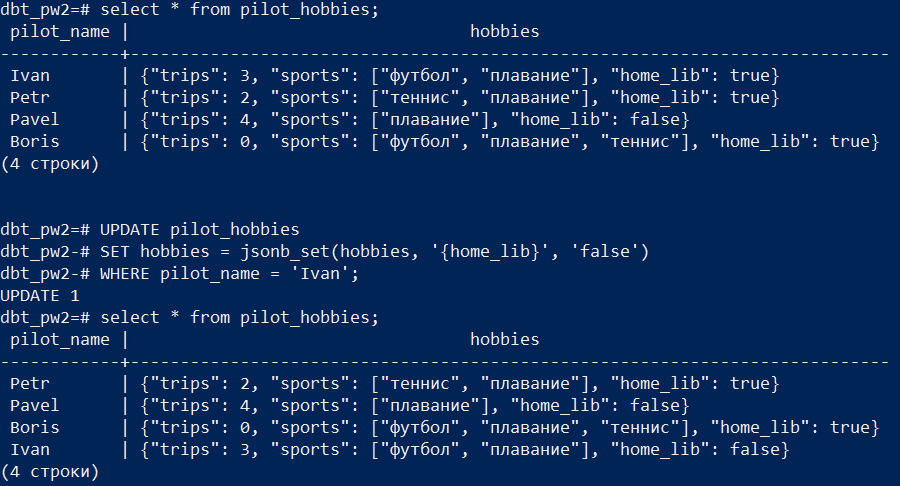 dbt_pw2=# select * from pilot_hobbies;
 pilot_name |                                  hobbies
------------+----------------------------------------------------------------------------
 Ivan       | {"trips": 3, "sports": ["футбол", "плавание"], "home_lib": true}
 Petr       | {"trips": 2, "sports": ["теннис", "плавание"], "home_lib": true}
 Pavel      | {"trips": 4, "sports": ["плавание"], "home_lib": false}
 Boris      | {"trips": 0, "sports": ["футбол", "плавание", "теннис"], "home_lib": true}
(4 строки)
dbt_pw2=# UPDATE pilot_hobbies
dbt_pw2-# SET hobbies = jsonb_set(hobbies, '{home_lib}', 'false')
dbt_pw2-# WHERE pilot_name = 'Ivan';
UPDATE 1
dbt_pw2=# select * from pilot_hobbies;
 pilot_name |                                  hobbies
------------+----------------------------------------------------------------------------
 Petr       | {"trips": 2, "sports": ["теннис", "плавание"], "home_lib": true}
 Pavel      | {"trips": 4, "sports": ["плавание"], "home_lib": false}
 Boris      | {"trips": 0, "sports": ["футбол", "плавание", "теннис"], "home_lib": true}
 Ivan       | {"trips": 3, "sports": ["футбол", "плавание"], "home_lib": false}
(4 строки)